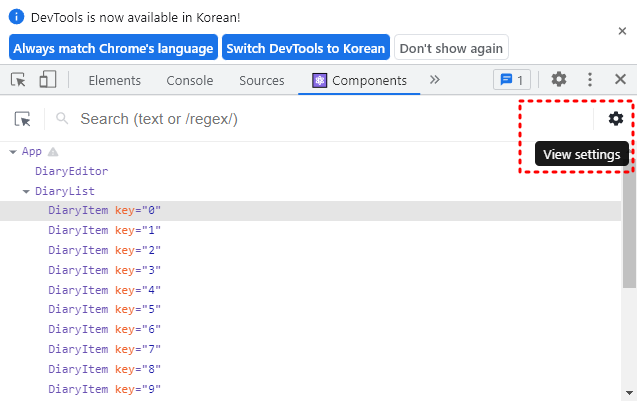 DevTools is now available in Korean!
Always match Chrome's language Switch DevTools to Korean Don't show again
Elements Console Sources Components 1
Search (text or /regex/)
View settings
App
DiaryEditor
DiaryList
DiaryItem key="0"
DiaryItem key="1"
DiaryItem key="2"
DiaryItem key="3"
DiaryItem key="4"
DiaryItem key="5"
DiaryItem key="6"
DiaryItem key="7"
DiaryItem key="8"
DiaryItem key="9"